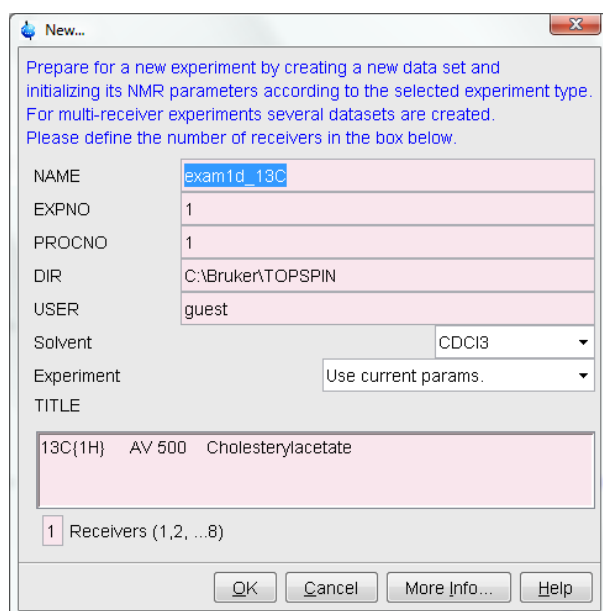 New...
Prepare for a new experiment by creating a new data set and
initializing its NMR parameters according to the selected experiment type.
For multi-receiver experiments several datasets are created.
Please define the number of receivers in the box below.
NAME exam1d_13C
EXPNO 1
PROCNO 1
DIR C:\Bruker\TOPSPIN
USER guest
Solvent CDCl3
Experiment Use current params.
TITLE
13C{1H} AV 500 Cholesterylacetate
1 Receivers (1,2, ...8)
OK Cancel More Info... Help